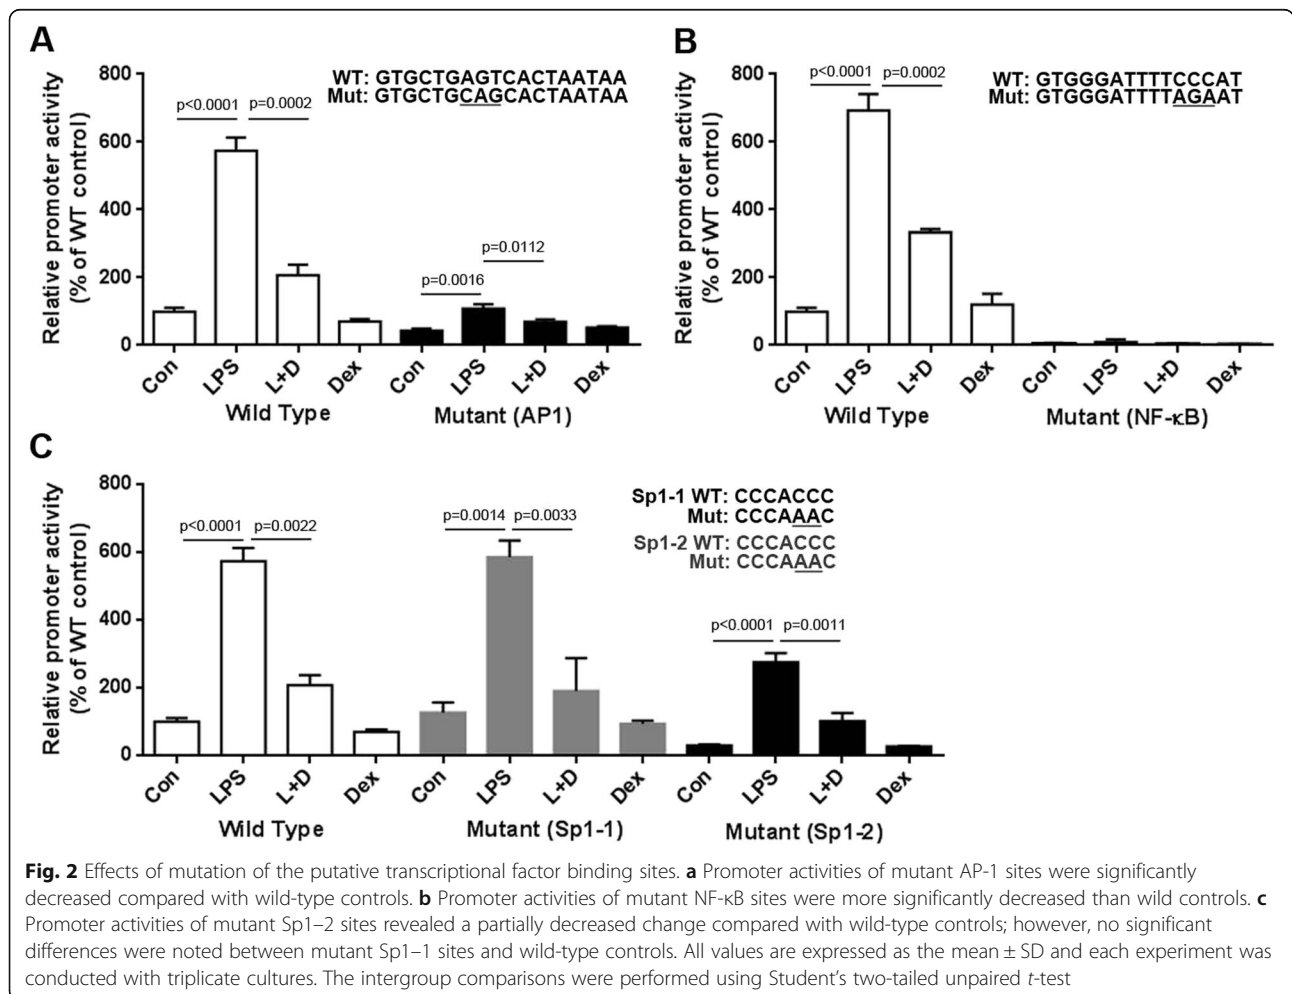 A
Relative promoter activity
(% of WT control)
800
600
400
200
0
WT: GTGCTGAGTCACTAATAA
Mut: GTGCTGCAGCACTAATAA
p<0.0001 p=0.0002
p=0.0016
p=0.0112
Con LPS L+D Dex Con LPS L+D Dex
Wild Type Mutant (AP1)
B
Relative promoter activity
(% of WT control)
800
600
400
200
0
WT: GTGGGATTTTCCCAT
Mut: GTGGGATTTTAGAAT
p<0.0001 p=0.0002
Con LPS L+D Dex Con LPS L+D Dex
Wild Type Mutant (NF-κB)
C
Relative promoter activity
(% of WT control)
800
600
400
200
0
Sp1-1 WT: CCCACCC
Mut: CCCAAAC
Sp1-2 WT: CCCACCC
Mut: CCCAAAC
p<0.0001 p=0.0022
p=0.0014 p=0.0033
p<0.0001 p=0.0011
Con LPS L+D Dex Con LPS L+D Dex Con LPS L+D Dex
Wild Type Mutant (Sp1-1) Mutant (Sp1-2)
Fig. 2 Effects of mutation of the putative transcriptional factor binding sites. a Promoter activities of mutant AP-1 sites were significantly
decreased compared with wild-type controls. b Promoter activities of mutant NF-κB sites were more significantly decreased than wild controls. c
Promoter activities of mutant Sp1–2 sites revealed a partially decreased change compared with wild-type controls; however, no significant
differences were noted between mutant Sp1–1 sites and wild-type controls. All values are expressed as the mean ± SD and each experiment was
conducted with triplicate cultures. The intergroup comparisons were performed using Student's two-tailed unpaired t-test